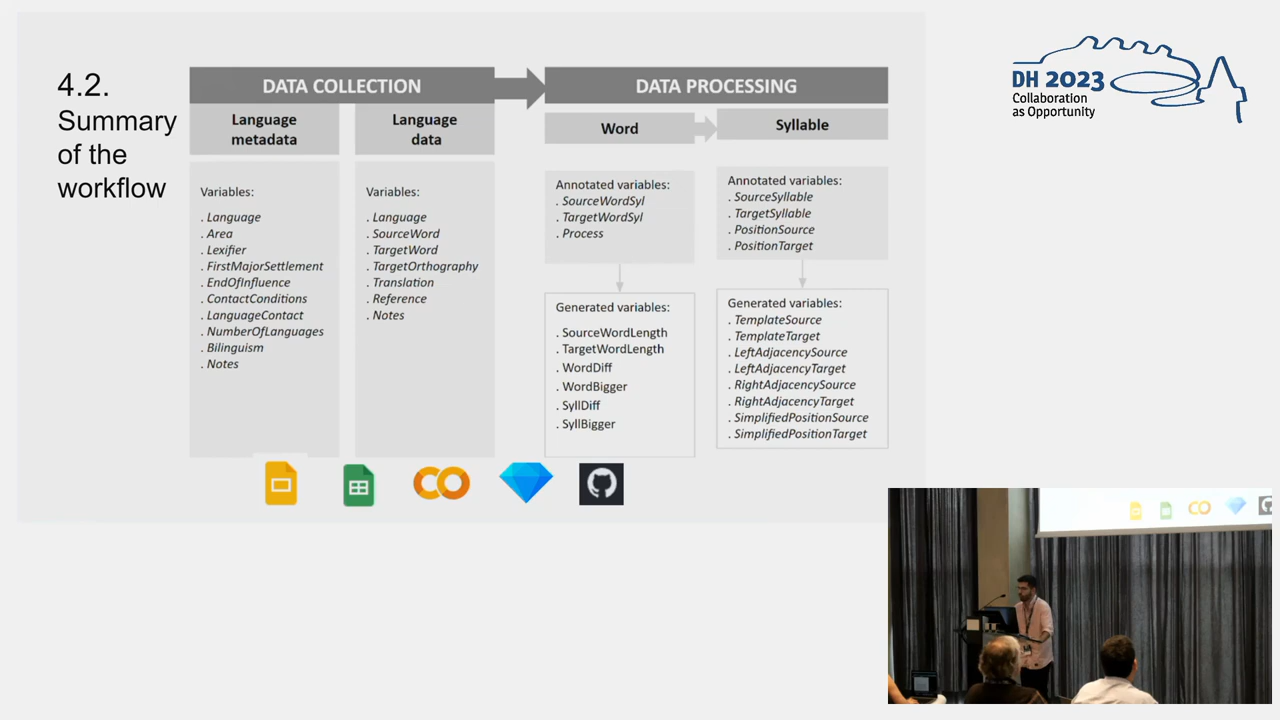 4.2.
Summary
of the
workflow
DATA COLLECTION
Language
metadata
Variables:
. Language
. Area
. Lexifier
. FirstMajorSettlement
. EndOfInfluence
. ContactConditions
. LanguageContact
. NumberOfLanguages
. Bilinguism
. Notes
Language
data
Variables:
. Language
. SourceWord
. TargetWord
. TargetOrthography
. Translation
. Reference
. Notes
DATA PROCESSING
Word
Annotated variables:
. SourceWordSyl
. TargetWordSyl
. Process
Generated variables:
. SourceWordLength
. TargetWordLength
. WordDiff
. WordBigger
. SyllDiff
. SyllBigger
Syllable
Annotated variables:
. SourceSyllable
. TargetSyllable
. PositionSource
. PositionTarget
Generated variables:
. TemplateSource
. TemplateTarget
. LeftAdjacencySource
. LeftAdjacencyTarget
. RightAdjacencySource
. RightAdjacencyTarget
. SimplifiedPositionSource
. SimplifiedPositionTarget
DH 2023
Collaboration
as Opportunity